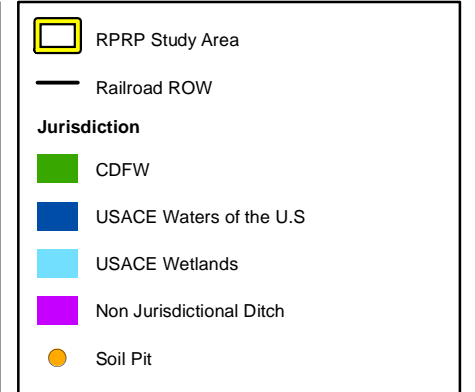 RPRP Study Area
Railroad ROW
Jurisdiction
CDFW
USACE Waters of the U.S
USACE Wetlands
Non Jurisdictional Ditch
Soil Pit